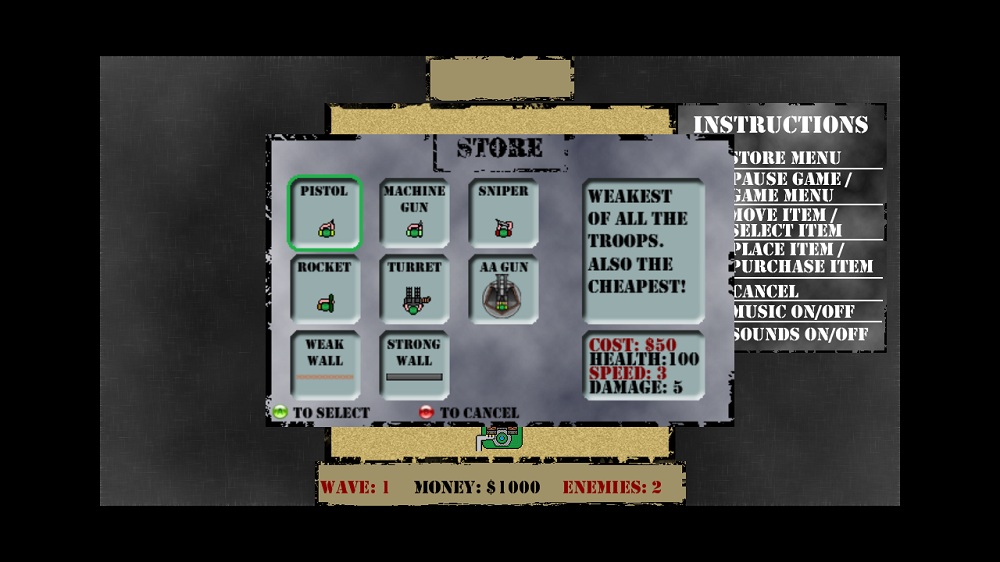 STORE
PISTOL
MACHINE
GUN
SNIPER
ROCKET
TURRET
AA GUN
WEAK
WALL
STRONG
WALL
WEAKEST
OF ALL THE
TROOPS.
ALSO THE
CHEAPEST!
COST: $50
HEALTH:100
SPEED: 3
DAMAGE: 5
TO SELECT
TO CANCEL
INSTRUCTIONS
STORE MENU
PAUSE GAME /
GAME MENU
MOVE ITEM /
SELECT ITEM
PLACE ITEM /
PURCHASE ITEM
CANCEL
MUSIC ON/OFF
SOUNDS ON/OFF
WAVE: 1 MONEY: $1000 ENEMIES: 2